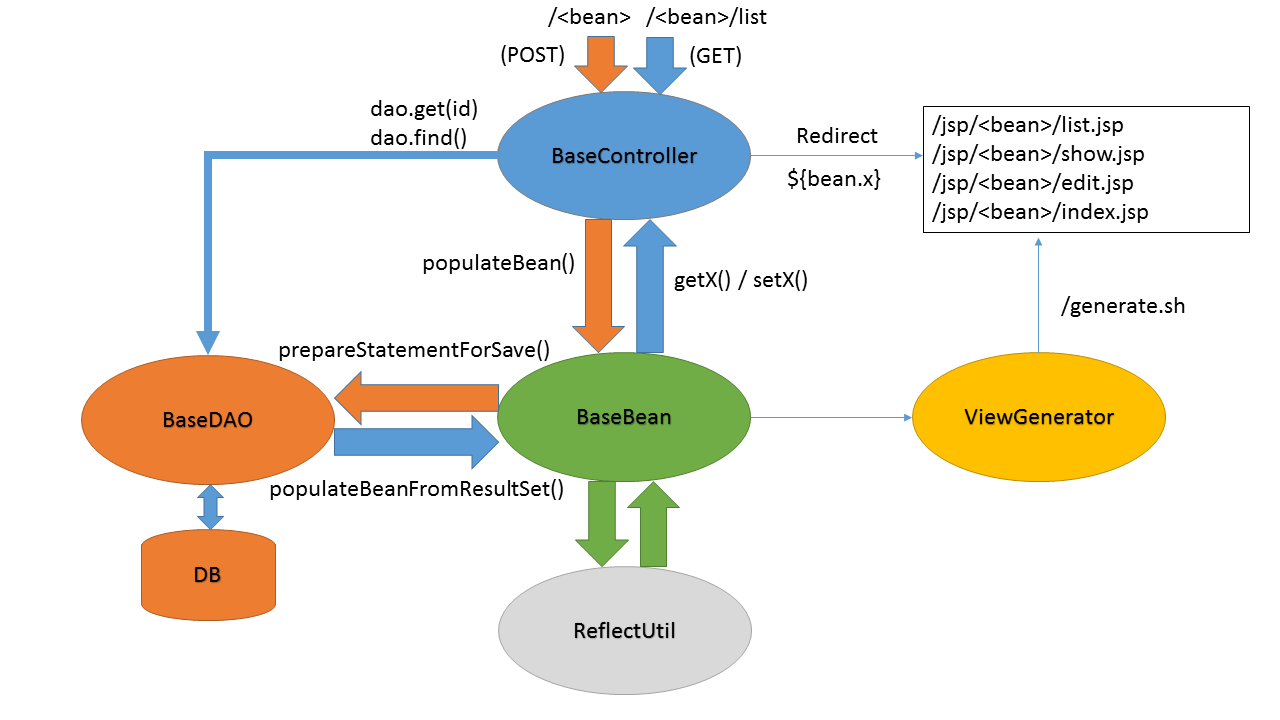 /<bean> /<bean>/list
(POST) (GET)
dao.get(id)
dao.find()
BaseController
Redirect
${bean.x}
/jsp/<bean>/list.jsp
/jsp/<bean>/show.jsp
/jsp/<bean>/edit.jsp
/jsp/<bean>/index.jsp
populateBean()
getX() / setX()
/generate.sh
prepareStatementForSave()
BaseDAO
BaseBean
ViewGenerator
populateBeanFromResultSet()
DB
ReflectUtil